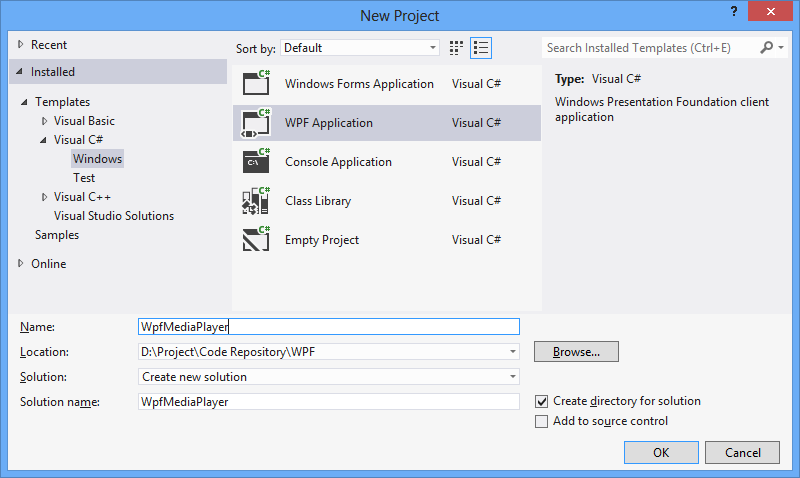 New Project
?
Recent
Installed
Templates
Visual Basic
Visual C#
Windows
Test
Visual C++
Visual Studio Solutions
Samples
Online
Sort by: Default
Search Installed Templates (Ctrl+E)
C# Windows Forms Application Visual C#
C# WPF Application Visual C#
C# C:\ Console Application Visual C#
C# Class Library Visual C#
C# Empty Project Visual C#
Type: Visual C#
Windows Presentation Foundation client
application
Name: WpfMediaPlayer
Location: D:\Project\Code Repository\WPF Browse...
Solution: Create new solution
Solution name: WpfMediaPlayer
Create directory for solution
Add to source control
OK Cancel